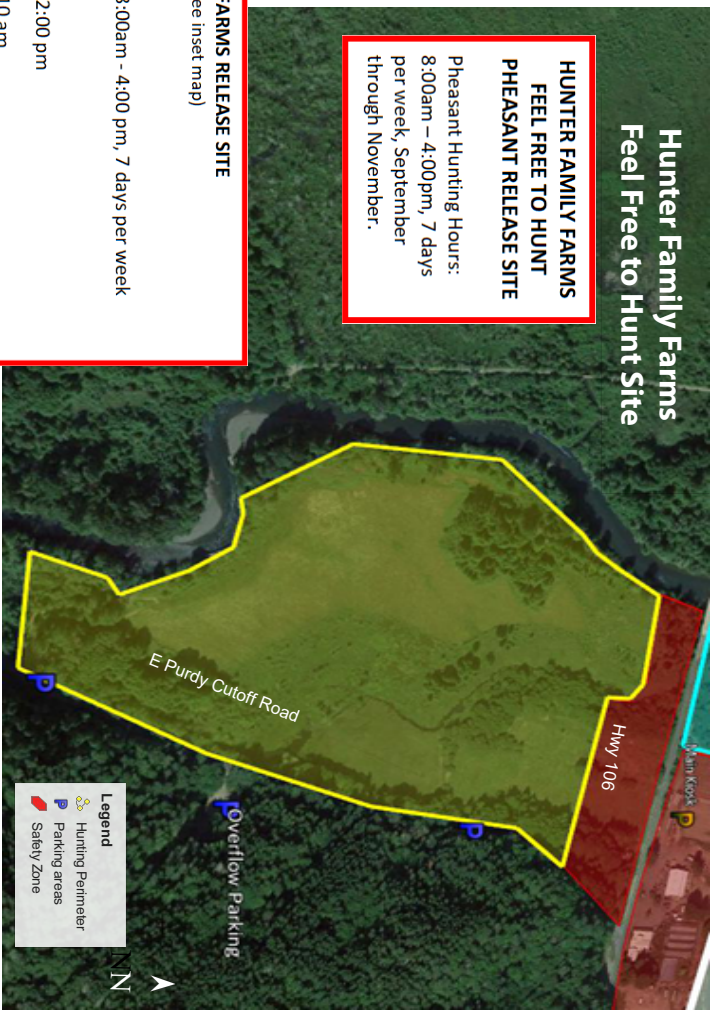 Hunter Family Farms
Feel Free to Hunt Site
HUNTER FAMILY FARMS
FEEL FREE TO HUNT
PHEASANT RELEASE SITE
Pheasant Hunting Hours:
8:00am – 4:00pm, 7 days
per week, September
through November.
FARMS RELEASE SITE
ee inset map)
:00am - 4:00 pm, 7 days per week
2:00 pm
10 am
Main Kiosk
P
Hwy 106
E Purdy Cutoff Road
P
Overflow Parking
P
P
Legend
Hunting Perimeter
P Parking areas
Safety Zone
N